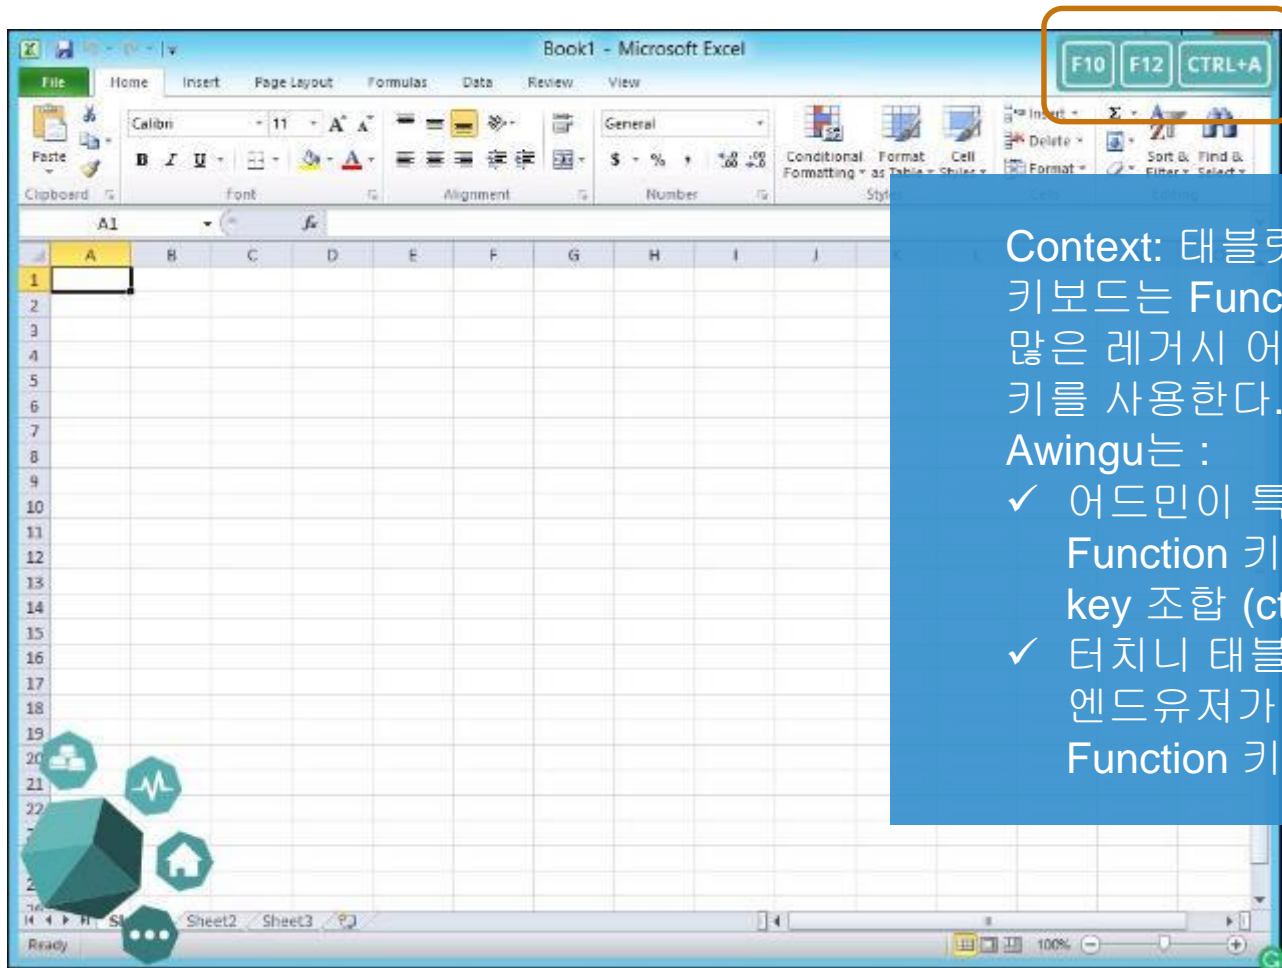 Book1 - Microsoft Excel
F10 F12 CTRL+A
File Home Insert Page Layout Formulas Data Review View
Calibri 11 A A General Σ
Paste B I U A $ % , Conditional Format Cell Delete Sort & Find &
Formatting as Table Styles Format Filter Select
Clipboard Font Alignment Number
A1 fx
A B C D E F G H I J
1
2
3
4
5
6
7
8
9
10
11
12
13
14
15
16
17
18
19
20
21
22
Context: 태블릿
키보드는 Func
많은 레거시 어
키를 사용한다.
Awingu는 :
✓ 어드민이 특
Function 키
key 조합 (ct
✓ 터치니 태블
엔드유저가
Function 키
Sheet2 Sheet3
Ready 100%